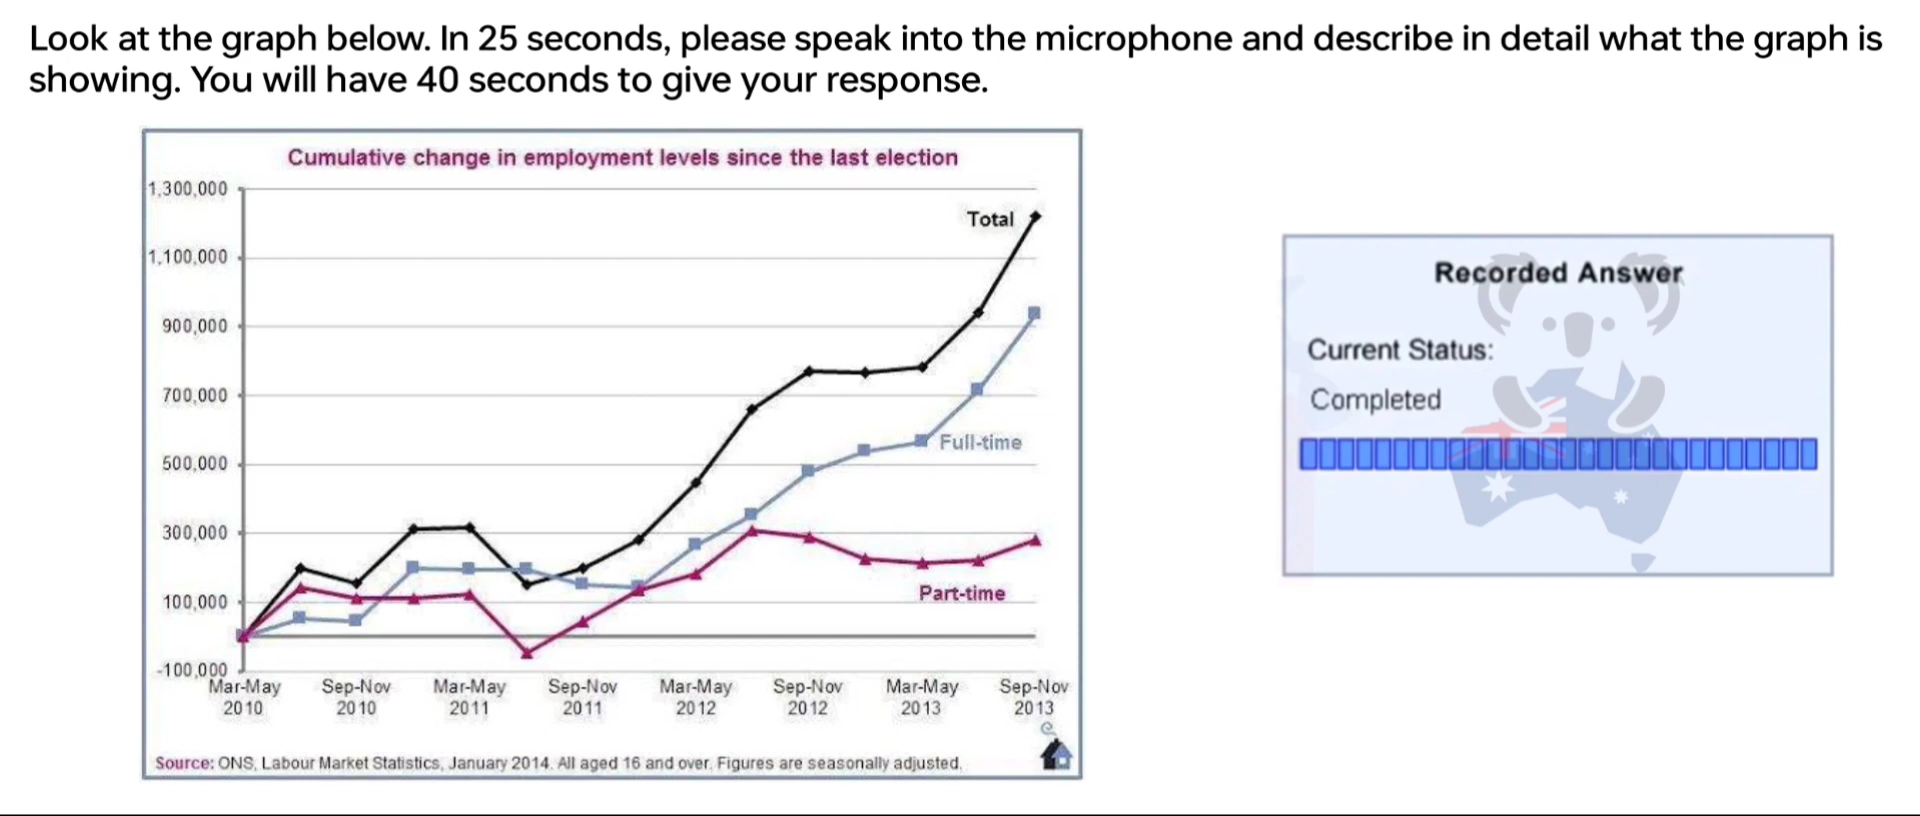 Look at the graph below. In 25 seconds, please speak into the microphone and describe in detail what the graph is
showing. You will have 40 seconds to give your response.
Cumulative change in employment levels since the last election
1,300,000
1,100,000
900,000
700,000
500,000
300,000
100,000
-100,000
Total
Full-time
Part-time
Mar-May Sep-Nov Mar-May Sep-Nov Mar-May Sep-Nov Mar-May Sep-Nov
2010 2010 2011 2011 2012 2012 2013 2013
Source: ONS, Labour Market Statistics, January 2014. All aged 16 and over. Figures are seasonally adjusted.
Recorded Answer
Current Status:
Completed